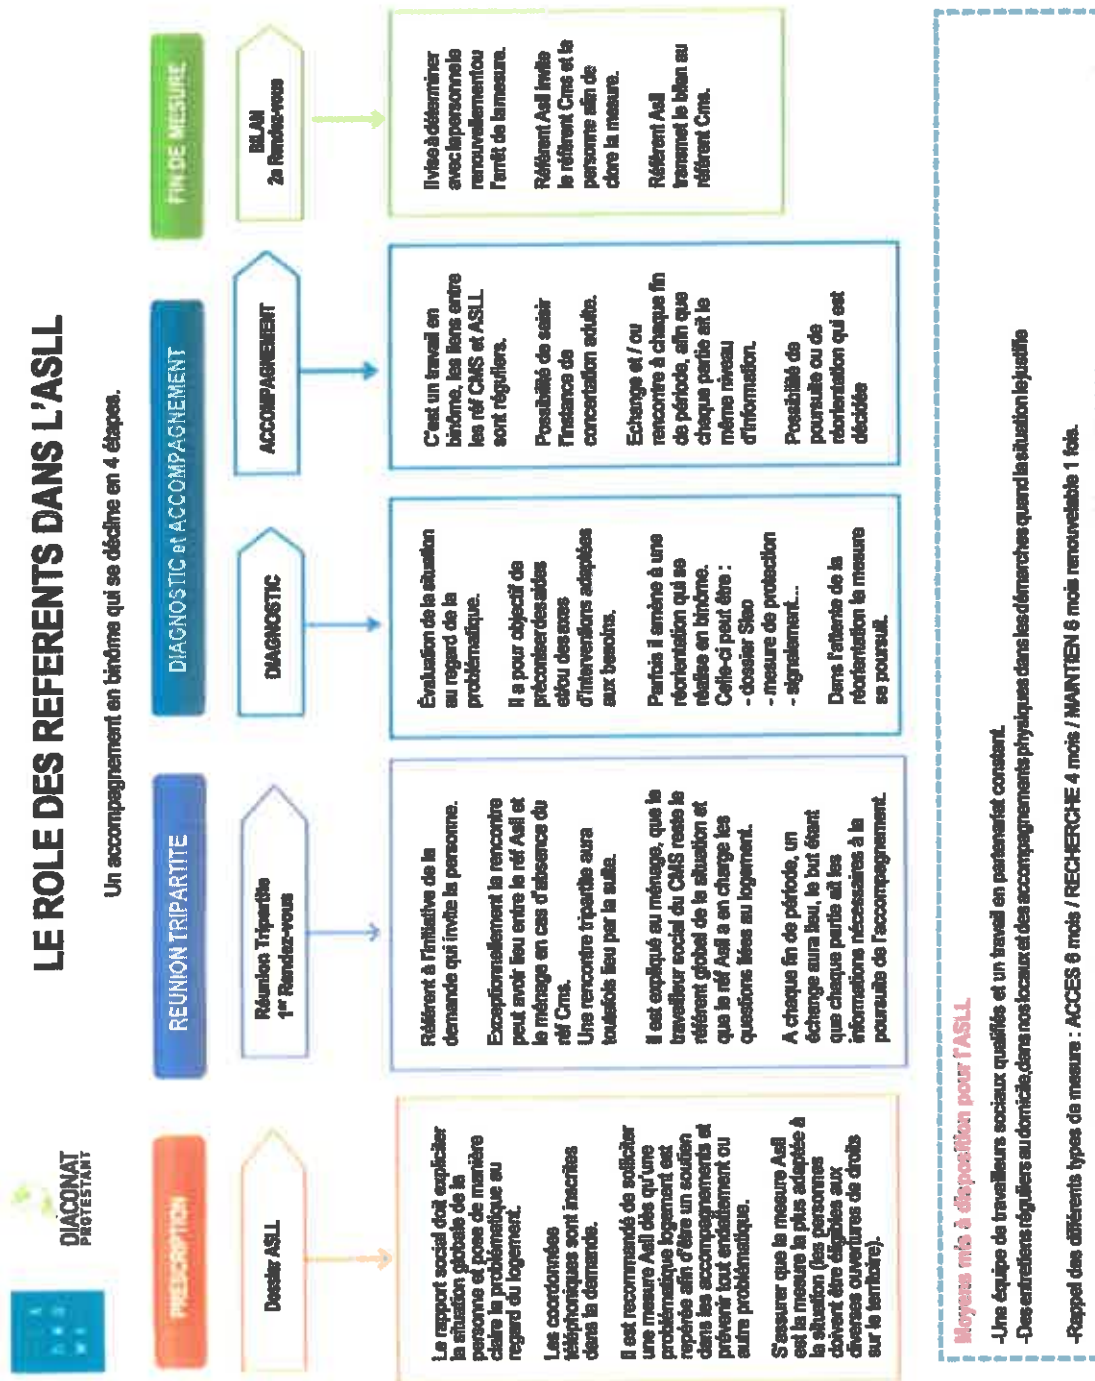 LE ROLE DES REFERENTS DANS L'ASLL
Un accompagnement en binôme qui se décline en 4 étapes.
DIACONAT
PROTESTANT
PRESCRIPTION
Dossier ASLL
Le rapport social doit expliciter
la situation globale de la
personne et pose de manière
claire la problématique au
regard du logement.
Les coordonnées
téléphoniques sont inscrites
dans la demande.
Il est recommandé de solliciter
une mesure Asll dès qu'une
problématique logement est
repérée afin d'être un soutien
dans les accompagnements et
prévenir tout endettement ou
autre problématique.
S'assurer que la mesure Asll
est la mesure la plus adaptée à
la situation (les personnes
doivent être éligibles aux
diverses ouvertures de droits
sur le territoire).
REUNION TRIPARTITE
Réunion Tripartie
1er Rendez-vous
Référent à l'initiative de la
demande qui invite la personne.
Exceptionnellement la rencontre
peut avoir lieu entre le réf Asll et
le ménage en cas d'absence du
réf Cms.
Une rencontre tripartie aura
toutefois lieu par la suite.
Il est expliqué au ménage, que le
travailleur social du CMS reste le
référent global de la situation et
que le réf Asll a en charge les
questions liées au logement.
A chaque fin de période, un
échange aura lieu, le but étant
que chaque partie ait les
informations nécessaires à la
poursuite de l'accompagnement.
DIAGNOSTIC et ACCOMPAGNEMENT
DIAGNOSTIC
Évaluation de la situation
au regard de la
problématique.
Il a pour objectif de
préconiser des aides
et/ou des axes
d'interventions adaptées
aux besoins.
Parfois il amène à une
réorientation qui se
réalise en binôme.
Celle-ci peut être :
- dossier Siao
- mesure de protection
- signalement...
Dans l'attente de la
réorientation la mesure
se poursuit.
ACCOMPAGNEMENT
C'est un travail en
binôme, les liens entre
les réf CMS et ASLL
sont réguliers.
Possibilité de saisir
l'instance de
concertation adulte.
Echange et / ou
rencontre à chaque fin
de période, afin que
chaque partie ait le
même niveau
d'information.
Possibilité de
poursuite ou de
réorientation qui est
décidée
FIN DE MESURE
BILAN
2e Rendez-vous
Il vise à déterminer
avec la personne le
renouvellement ou
l'arrêt de la mesure.
Référent Asll invite
le référent Cms et la
personne afin de
clore la mesure.
Référent Asll
transmet le bilan au
référent Cms.
Moyens mis à disposition pour l'ASLL
-Une équipe de travailleurs sociaux qualifiés et un travail en partenariat constant.
-Des entretiens réguliers au domicile, dans nos locaux et des accompagnements physiques dans les démarches quand la situation le justifie
-Rappel des différents types de mesure : ACCES 6 mois / RECHERCHE 4 mois / MAINTIEN 6 mois renouvelable 1 fois.